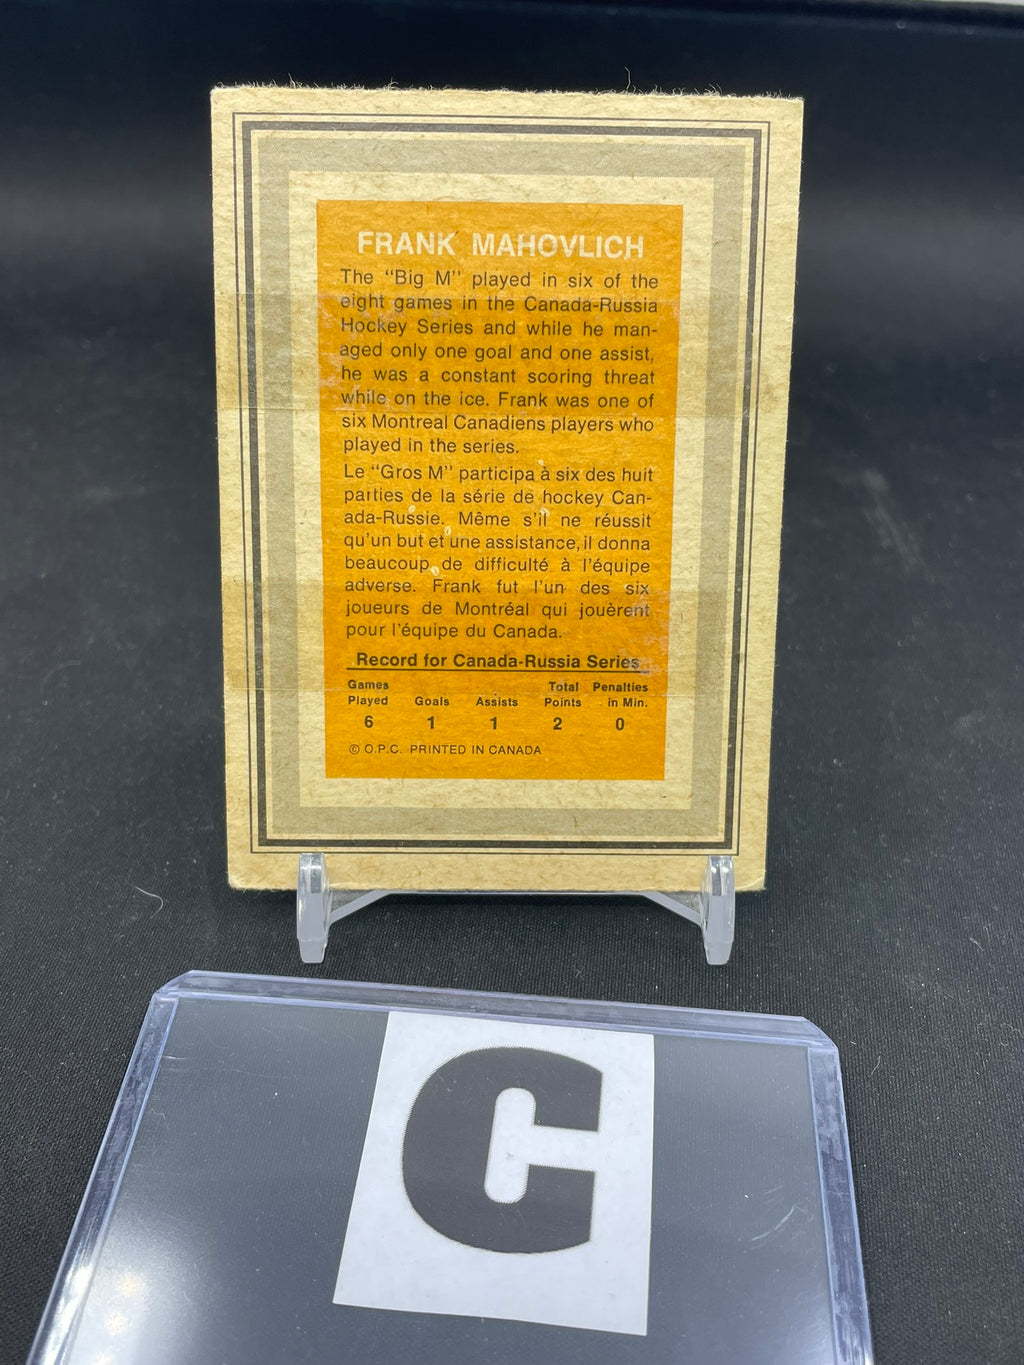 FRANK MAHOVLICH
The "Big M" played in six of the
eight games in the Canada-Russia
Hockey Series and while he man-
aged only one goal and one assist,
he was a constant scoring threat
while on the ice. Frank was one of
six Montreal Canadiens players who
played in the series.
Le "Gros M" participa à six des huit
parties de la série de hockey Can-
ada-Russie. Même s'il ne réussit
qu'un but et une assistance, il donna
beaucoup de difficulté à l'équipe
adverse. Frank fut l'un des six
joueurs de Montréal qui jouèrent
pour l'équipe du Canada.
Record for Canada-Russia Series
Games Total Penalties
Played Goals Assists Points in Min.
6 1 1 2 0
© O.P.C. PRINTED IN CANADA
C